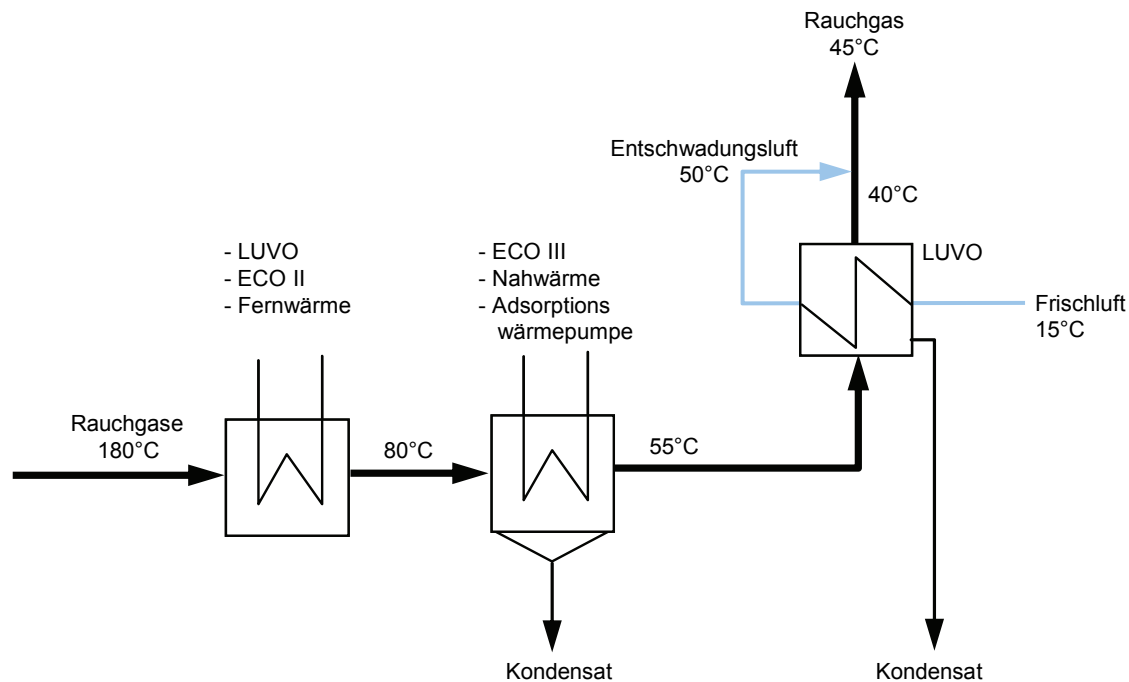 Rauchgas
45°C
Entschwadungsluft
50°C
40°C
- LUVO
- ECO II
- Fernwärme
- ECO III
- Nahwärme
- Adsorptions
wärmepumpe
LUVO
Frischluft
15°C
Rauchgase
180°C
80°C
55°C
Kondensat
Kondensat